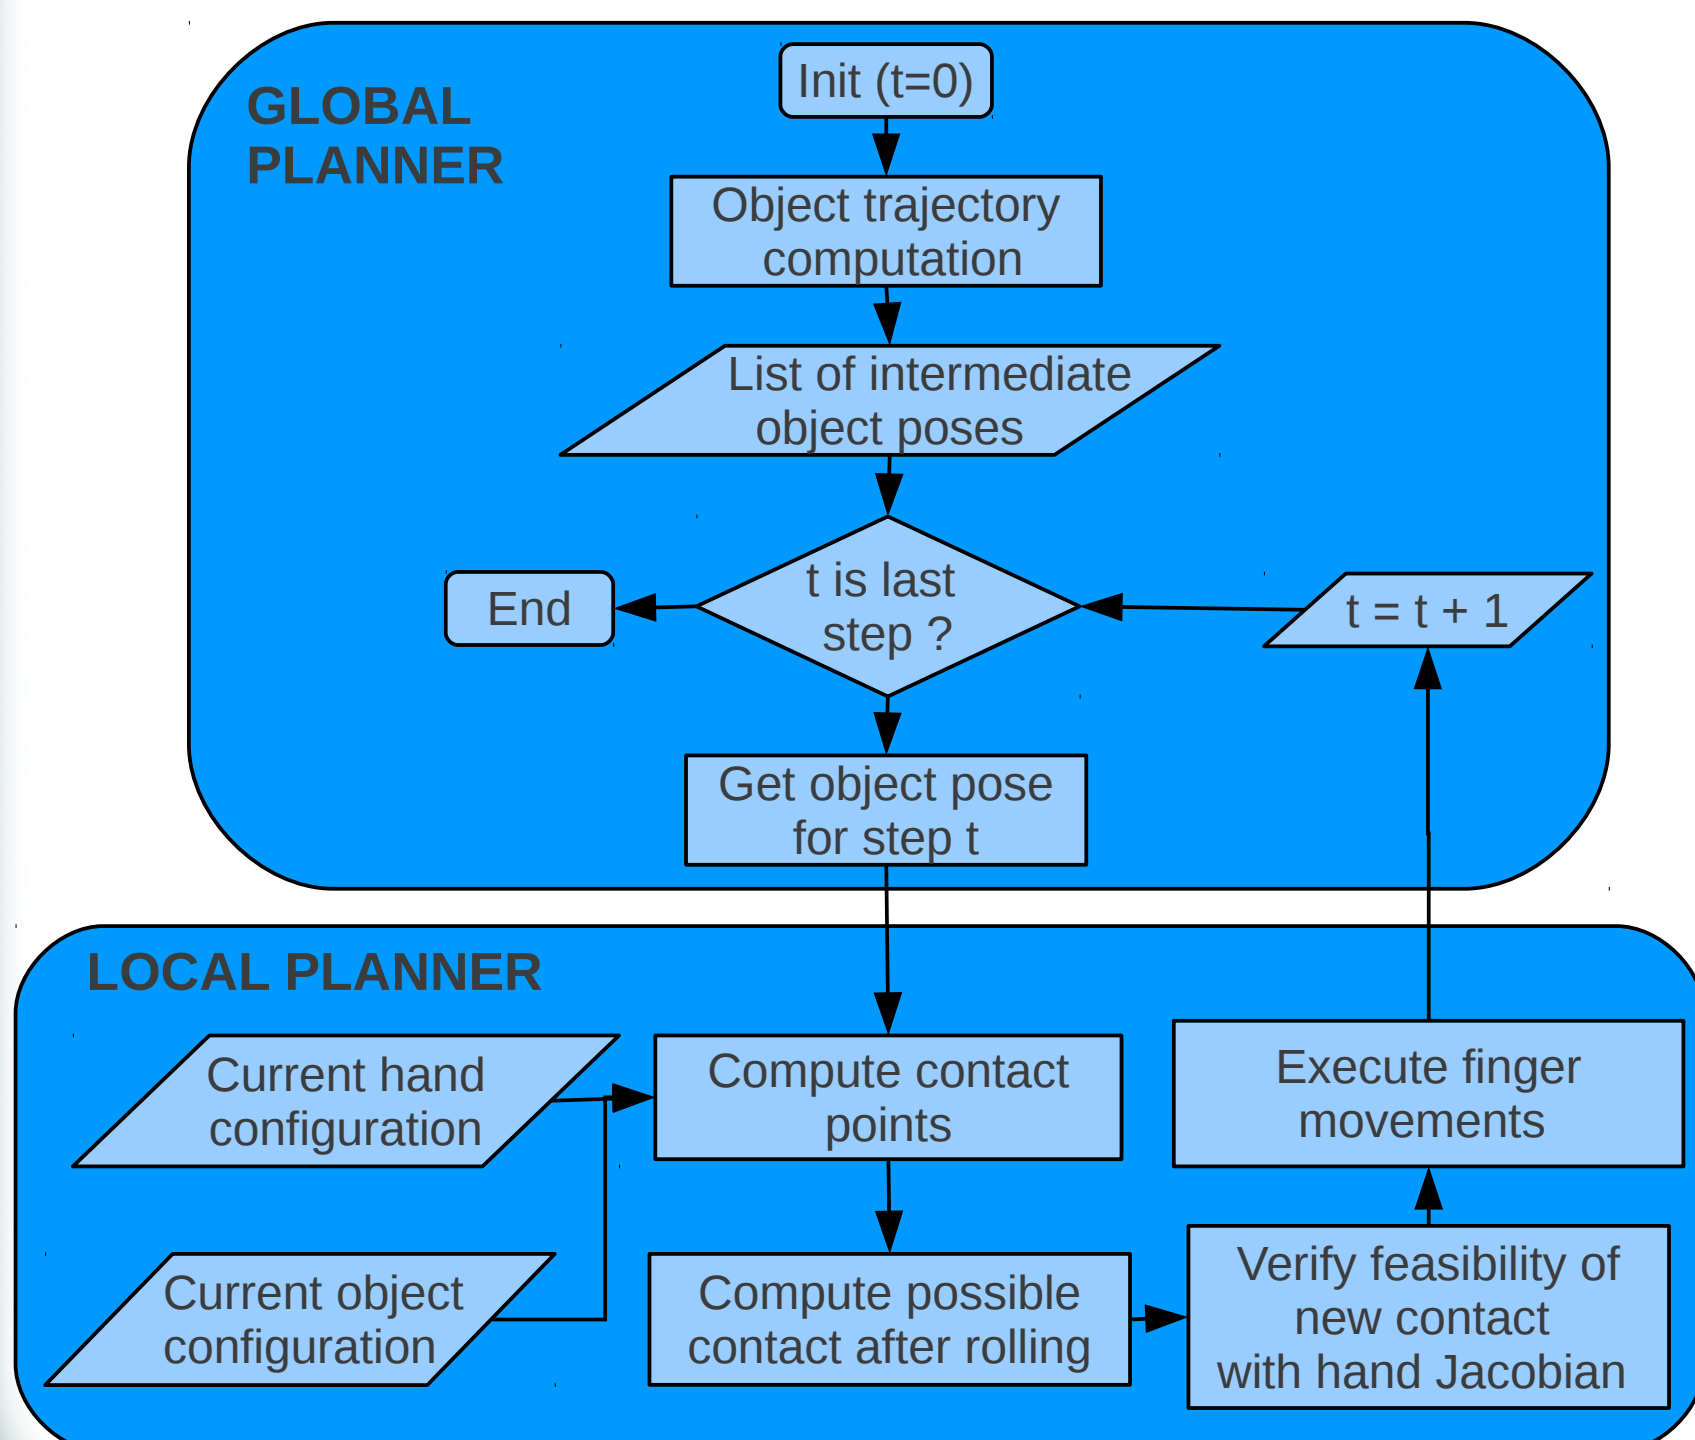 GLOBAL
PLANNER
Init (t=0)
Object trajectory
computation
List of intermediate
object poses
t is last
step ?
End
t = t + 1
Get object pose
for step t
LOCAL PLANNER
Current hand
configuration
Compute contact
points
Execute finger
movements
Current object
configuration
Compute possible
contact after rolling
Verify feasibility of
new contact
with hand Jacobian